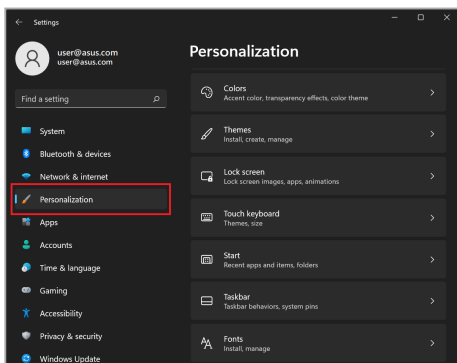 Settings
user@asus.com
user@asus.com
Find a setting
System
Bluetooth & devices
Network & internet
Personalization
Apps
Accounts
Time & language
Gaming
Accessibility
Privacy & security
Windows Update
Personalization
Colors
Accent color, transparency effects, color theme
Themes
Install, create, manage
Lock screen
Lock screen images, apps, animations
Touch keyboard
Themes, size
Start
Recent apps and items, folders
Taskbar
Taskbar behaviors, system pins
Fonts
Install, manage